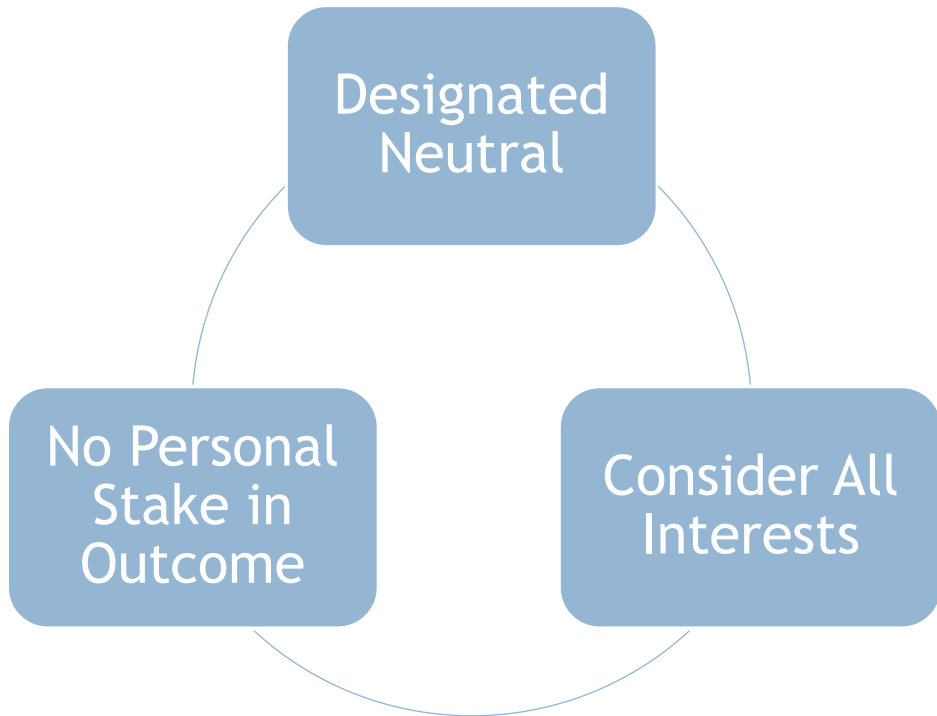 Designated
Neutral
No Personal
Stake in
Outcome
Consider All
Interests